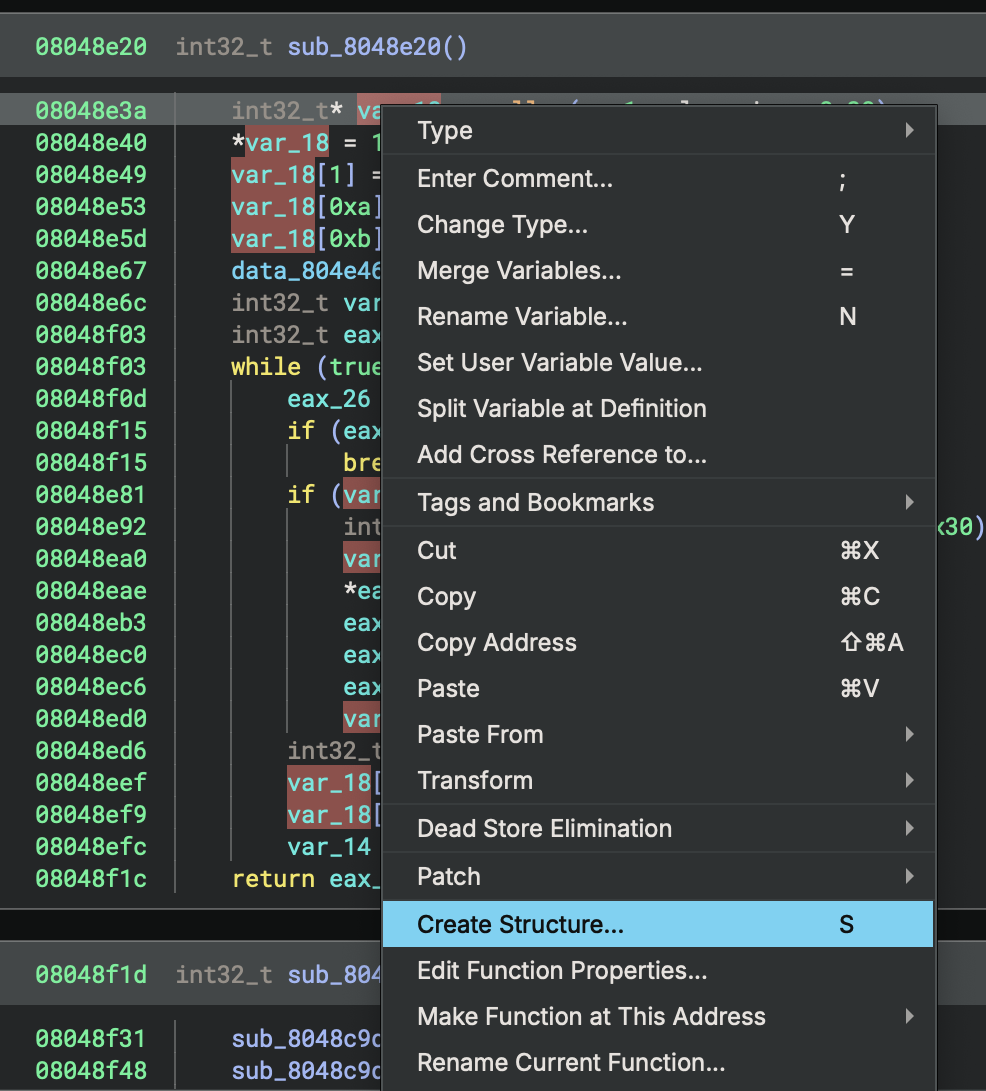 08048e20 int32_t sub_8048e20()
08048e3a int32_t*
08048e40 *var_18 = 1
08048e49 var_18[1] =
08048e53 var_18[0xa]
08048e5d var_18[0xb]
08048e67 data_804e46
08048e6c int32_t var
08048f03 int32_t eax
08048f03 while (true
08048f0d eax_26
08048f15 if (eax
08048f15 bre
08048e81 if (var
08048e92 int x30)
08048ea0 var
08048eae *ea
08048eb3 eax
08048ec0 eax
08048ec6 eax
08048ed0 var
08048ed6 int32_t
08048eef var_18[
08048ef9 var_18[
08048efc var_14
08048f1c return eax_
08048f1d int32_t sub_804
08048f31 sub_8048c9c
08048f48 sub_8048c9c
Type
Enter Comment... ;
Change Type... Y
Merge Variables... =
Rename Variable... N
Set User Variable Value...
Split Variable at Definition
Add Cross Reference to...
Tags and Bookmarks
Cut ⌘X
Copy ⌘C
Copy Address ⇧⌘A
Paste ⌘V
Paste From
Transform
Dead Store Elimination
Patch
Create Structure... S
Edit Function Properties...
Make Function at This Address
Rename Current Function...